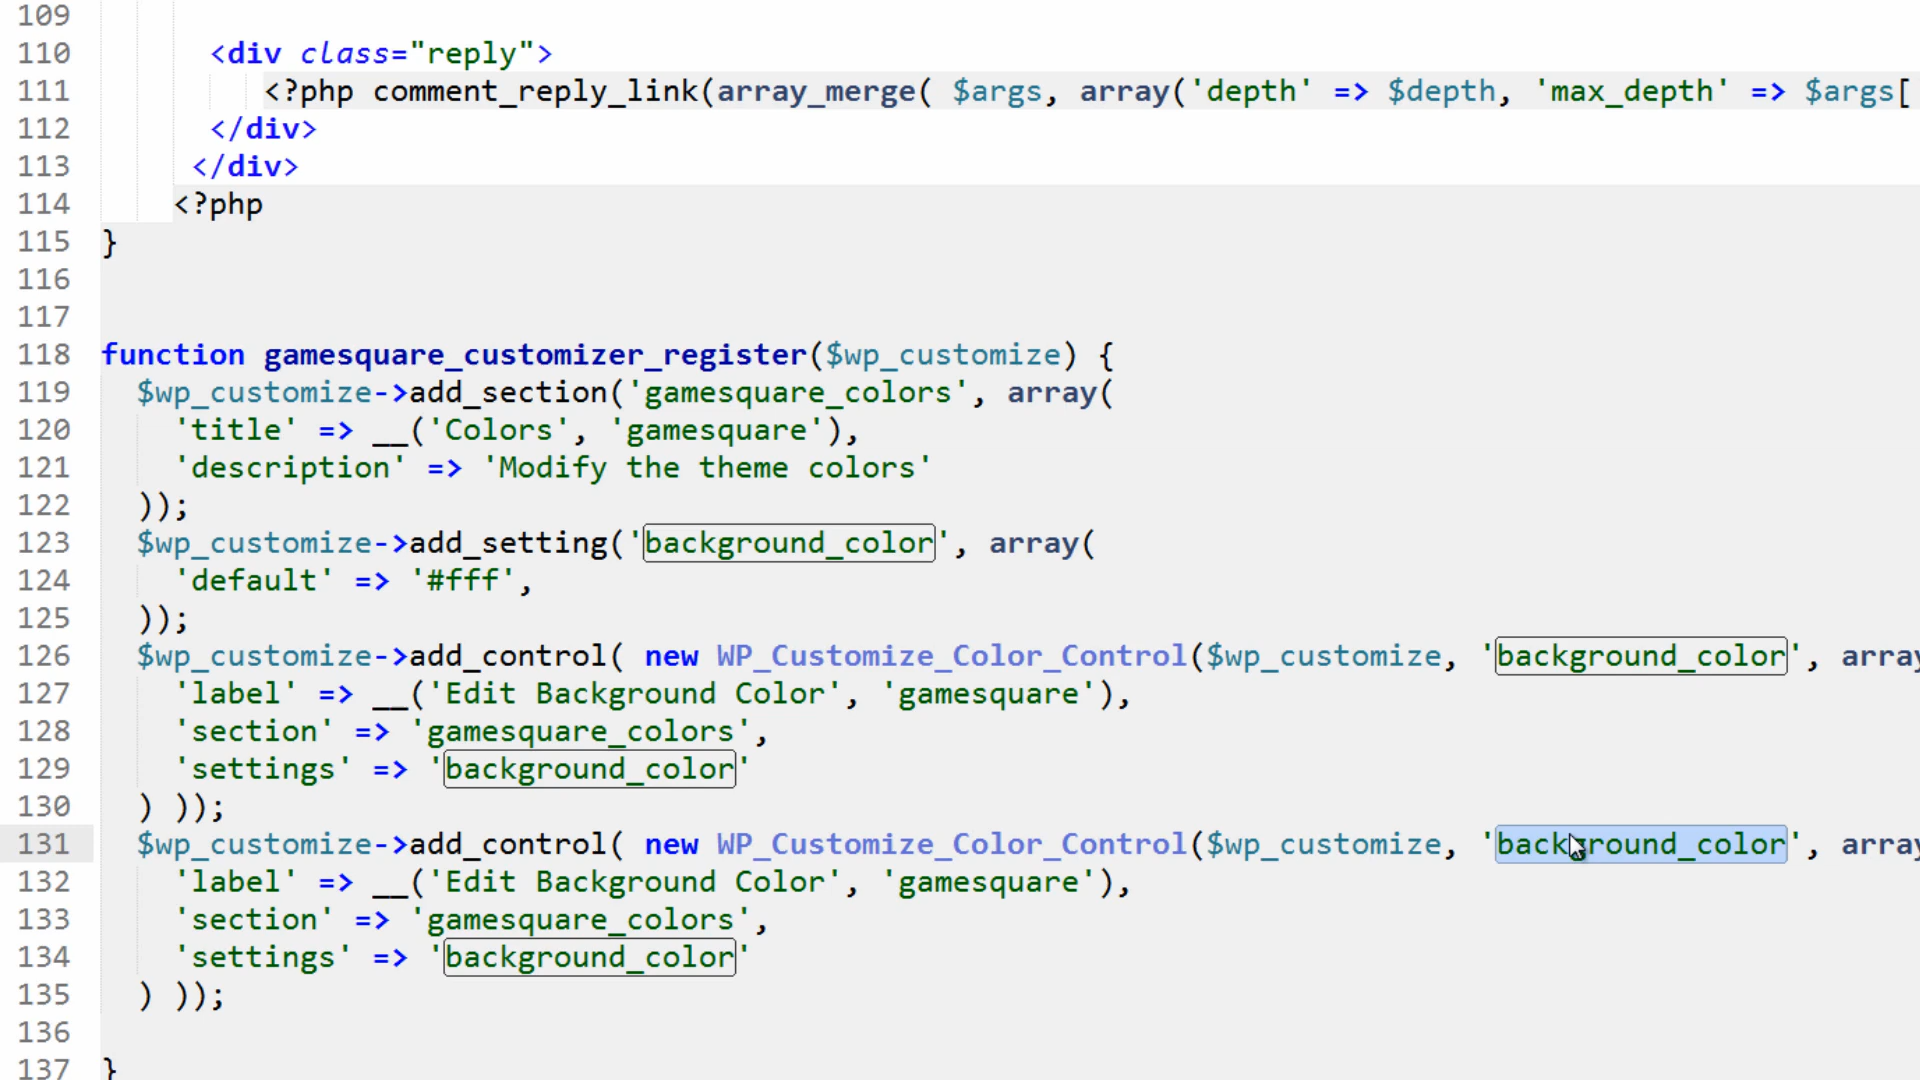 109
110 <div class="reply">
111 <?php comment_reply_link(array_merge( $args, array('depth' => $depth, 'max_depth' => $args[
112 </div>
113 </div>
114 <?php
115 }
116
117
118 function gamesquare_customizer_register($wp_customize) {
119 $wp_customize->add_section('gamesquare_colors', array(
120 'title' => __('Colors', 'gamesquare'),
121 'description' => 'Modify the theme colors'
122 ));
123 $wp_customize->add_setting('background_color', array(
124 'default' => '#fff',
125 ));
126 $wp_customize->add_control( new WP_Customize_Color_Control($wp_customize, 'background_color', array
127 'label' => __('Edit Background Color', 'gamesquare'),
128 'section' => 'gamesquare_colors',
129 'settings' => 'background_color'
130 ) ));
131 $wp_customize->add_control( new WP_Customize_Color_Control($wp_customize, 'background_color', array
132 'label' => __('Edit Background Color', 'gamesquare'),
133 'section' => 'gamesquare_colors',
134 'settings' => 'background_color'
135 ) ));
136
137 }